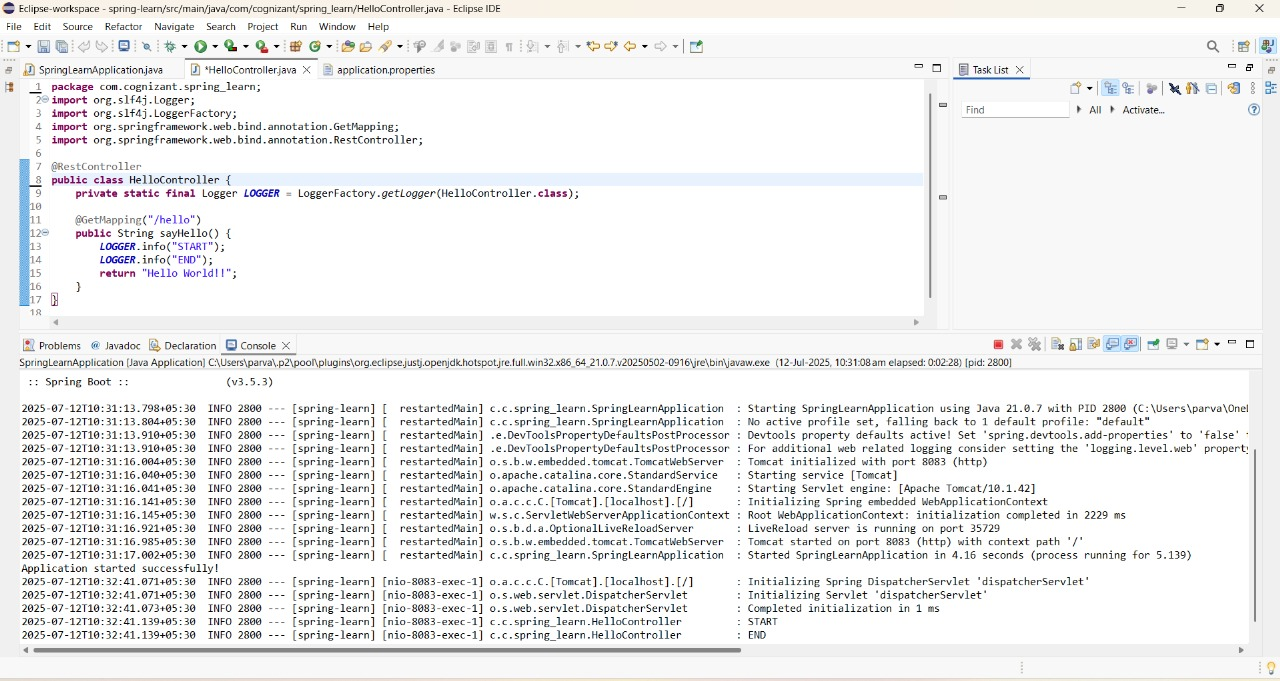 Eclipse-workspace - spring-learn/src/main/java/com/cognizant/spring_learn/HelloController.java - Eclipse IDE
File Edit Source Refactor Navigate Search Project Run Window Help
SpringLearnApplication.java *HelloController.java application.properties
1 package com.cognizant.spring_learn;
2 import org.slf4j.Logger;
3 import org.slf4j.LoggerFactory;
4 import org.springframework.web.bind.annotation.GetMapping;
5 import org.springframework.web.bind.annotation.RestController;
6
7 @RestController
8 public class HelloController {
9 private static final Logger LOGGER = LoggerFactory.getLogger(HelloController.class);
10
11 @GetMapping("/hello")
12 public String sayHello() {
13 LOGGER.info("START");
14 LOGGER.info("END");
15 return "Hello World!!";
16 }
17 }
18
Task List
Find All Activate...
Problems Javadoc Declaration Console
SpringLearnApplication [Java Application] C:\Users\parva\.p2\pool\plugins\org.eclipse.justj.openjdk.hotspot.jre.full.win32.x86_64_21.0.7.v20250502-0916\jre\bin\javaw.exe (12-Jul-2025, 10:31:08 am elapsed: 0:02:28) [pid: 2800]
:: Spring Boot :: (v3.5.3)
2025-07-12T10:31:13.798+05:30 INFO 2800 --- [spring-learn] [ restartedMain] c.c.spring_learn.SpringLearnApplication : Starting SpringLearnApplication using Java 21.0.7 with PID 2800 (C:\Users\parva\One
2025-07-12T10:31:13.804+05:30 INFO 2800 --- [spring-learn] [ restartedMain] c.c.spring_learn.SpringLearnApplication : No active profile set, falling back to 1 default profile: "default"
2025-07-12T10:31:13.910+05:30 INFO 2800 --- [spring-learn] [ restartedMain] .e.DevToolsPropertyDefaultsPostProcessor : Devtools property defaults active! Set 'spring.devtools.add-properties' to 'false'
2025-07-12T10:31:13.910+05:30 INFO 2800 --- [spring-learn] [ restartedMain] .e.DevToolsPropertyDefaultsPostProcessor : For additional web related logging consider setting the 'logging.level.web' propert
2025-07-12T10:31:16.004+05:30 INFO 2800 --- [spring-learn] [ restartedMain] o.s.b.w.embedded.tomcat.TomcatWebServer : Tomcat initialized with port 8083 (http)
2025-07-12T10:31:16.040+05:30 INFO 2800 --- [spring-learn] [ restartedMain] o.apache.catalina.core.StandardService : Starting service [Tomcat]
2025-07-12T10:31:16.041+05:30 INFO 2800 --- [spring-learn] [ restartedMain] o.apache.catalina.core.StandardEngine : Starting Servlet engine: [Apache Tomcat/10.1.42]
2025-07-12T10:31:16.141+05:30 INFO 2800 --- [spring-learn] [ restartedMain] o.a.c.c.C.[Tomcat].[localhost].[/] : Initializing Spring embedded WebApplicationContext
2025-07-12T10:31:16.145+05:30 INFO 2800 --- [spring-learn] [ restartedMain] w.s.c.ServletWebServerApplicationContext : Root WebApplicationContext: initialization completed in 2229 ms
2025-07-12T10:31:16.921+05:30 INFO 2800 --- [spring-learn] [ restartedMain] o.s.b.d.a.OptionalLiveReloadServer : LiveReload server is running on port 35729
2025-07-12T10:31:16.985+05:30 INFO 2800 --- [spring-learn] [ restartedMain] o.s.b.w.embedded.tomcat.TomcatWebServer : Tomcat started on port 8083 (http) with context path '/'
2025-07-12T10:31:17.002+05:30 INFO 2800 --- [spring-learn] [ restartedMain] c.c.spring_learn.SpringLearnApplication : Started SpringLearnApplication in 4.16 seconds (process running for 5.139)
Application started successfully!
2025-07-12T10:32:41.071+05:30 INFO 2800 --- [spring-learn] [nio-8083-exec-1] o.a.c.c.C.[Tomcat].[localhost].[/] : Initializing Spring DispatcherServlet 'dispatcherServlet'
2025-07-12T10:32:41.071+05:30 INFO 2800 --- [spring-learn] [nio-8083-exec-1] o.s.web.servlet.DispatcherServlet : Initializing Servlet 'dispatcherServlet'
2025-07-12T10:32:41.073+05:30 INFO 2800 --- [spring-learn] [nio-8083-exec-1] o.s.web.servlet.DispatcherServlet : Completed initialization in 1 ms
2025-07-12T10:32:41.139+05:30 INFO 2800 --- [spring-learn] [nio-8083-exec-1] c.c.spring_learn.HelloController : START
2025-07-12T10:32:41.139+05:30 INFO 2800 --- [spring-learn] [nio-8083-exec-1] c.c.spring_learn.HelloController : END